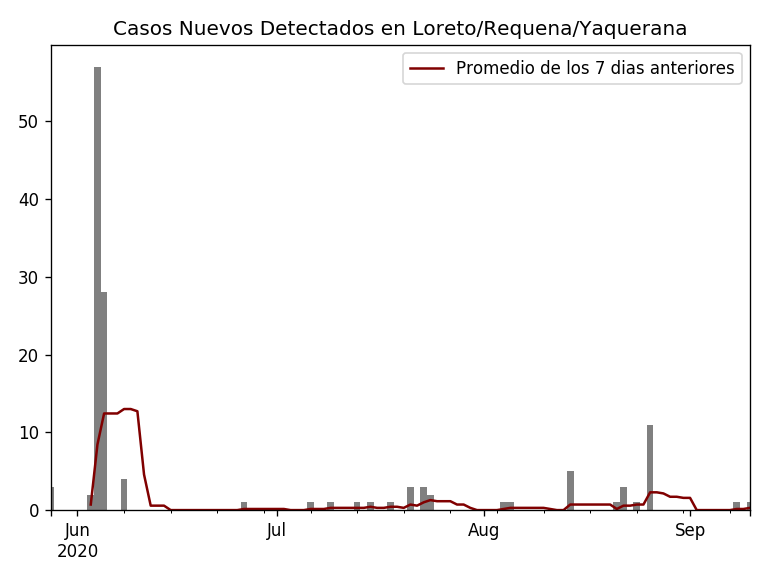 Casos Nuevos Detectados en Loreto/Requena/Yaquerana
Promedio de los 7 dias anteriores
50
40
30
20
10
0
Jun
2020
Jul
Aug
Sep